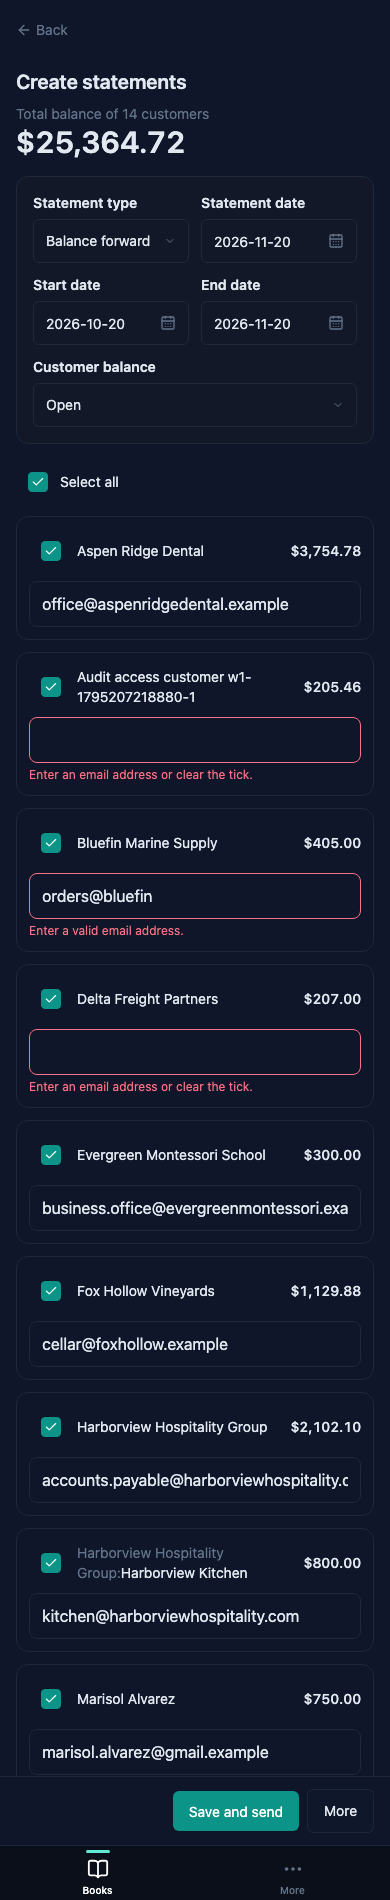 Back
Create statements
Total balance of 14 customers
$25,364.72
Statement type
Statement date
Balance forward
2026-11-20
Start date
End date
2026-10-20
2026-11-20
Customer balance
Open
Select all
Aspen Ridge Dental
$3,754.78
office@aspenridgedental.example
Audit access customer w1-
1795207218880-1
$205.46
Enter an email address or clear the tick.
Bluefin Marine Supply
$405.00
orders@bluefin
Enter a valid email address.
Delta Freight Partners
$207.00
Enter an email address or clear the tick.
Evergreen Montessori School
$300.00
business.office@evergreenmontessori.exa
Fox Hollow Vineyards
$1,129.88
cellar@foxhollow.example
Harborview Hospitality Group
$2,102.10
accounts.payable@harborviewhospitality.c
Harborview Hospitality
Group:Harborview Kitchen
$800.00
kitchen@harborviewhospitality.com
Marisol Alvarez
$750.00
marisol.alvarez@gmail.example
Save and send
More
Books
More